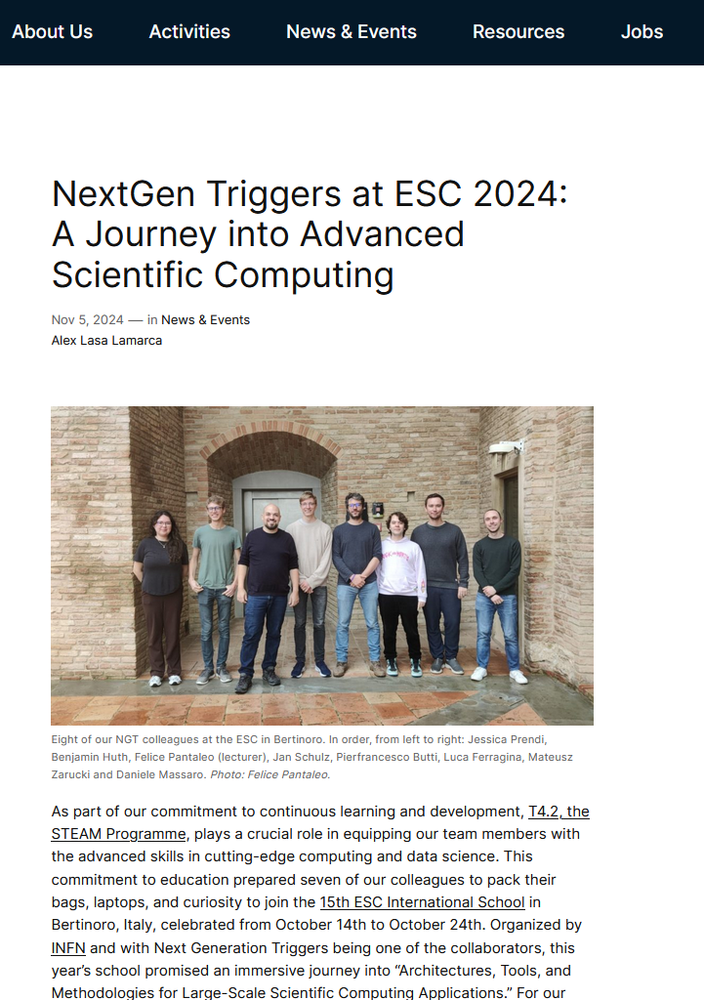 About Us Activities News & Events Resources Jobs
NextGen Triggers at ESC 2024:
A Journey into Advanced
Scientific Computing
Nov 5, 2024 — in News & Events
Alex Lasa Lamarca
Eight of our NGT colleagues at the ESC in Bertinoro. In order, from left to right: Jessica Prendi,
Benjamin Huth, Felice Pantaleo (lecturer), Jan Schulz, Pierfrancesco Butti, Luca Ferragina, Mateusz
Zarucki and Daniele Massaro. Photo: Felice Pantaleo.
As part of our commitment to continuous learning and development, T4.2, the
STEAM Programme, plays a crucial role in equipping our team members with
the advanced skills in cutting-edge computing and data science. This
commitment to education prepared seven of our colleagues to pack their
bags, laptops, and curiosity to join the 15th ESC International School in
Bertinoro, Italy, celebrated from October 14th to October 24th. Organized by
INFN and with Next Generation Triggers being one of the collaborators, this
year’s school promised an immersive journey into “Architectures, Tools, and
Methodologies for Large-Scale Scientific Computing Applications.” For our